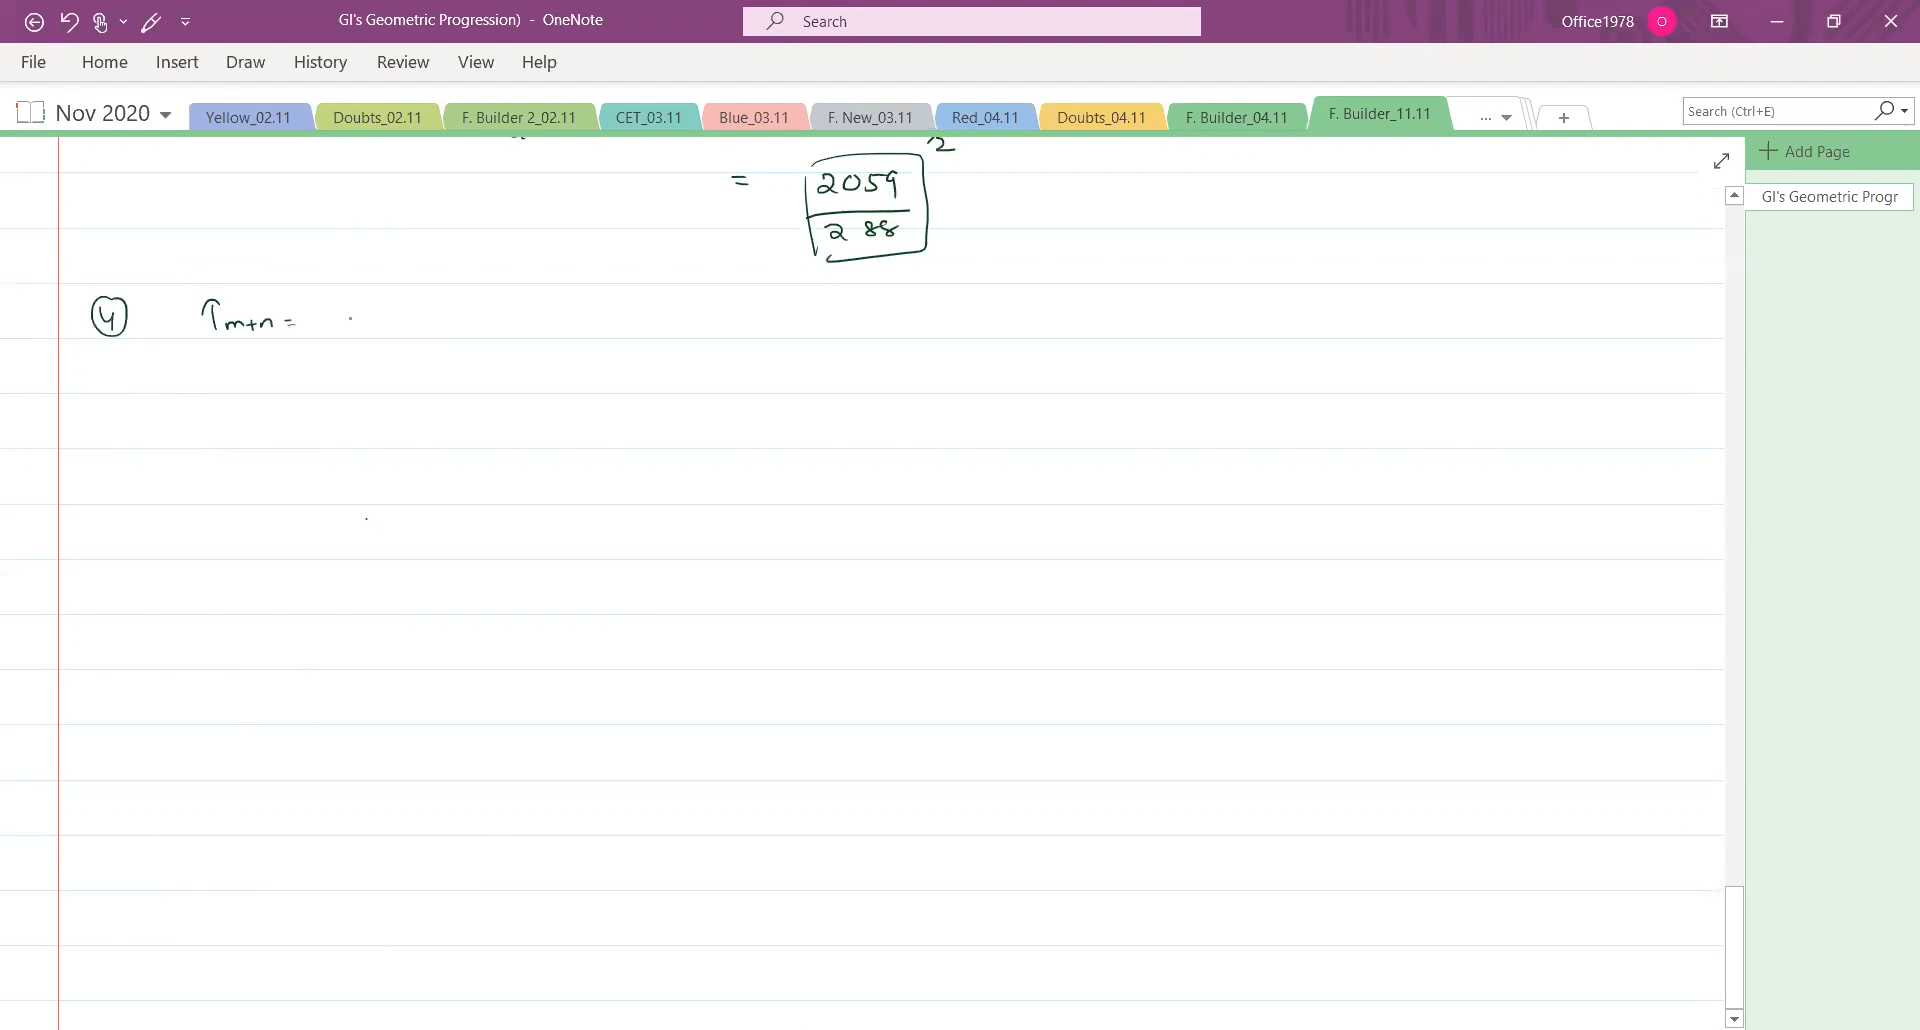 GI's Geometric Progression) - OneNote
Search
Office1978
O
File Home Insert Draw History Review View Help
Nov 2020
Yellow_02.11 Doubts_02.11 F. Builder 2_02.11 CET_03.11 Blue_03.11 F. New_03.11 Red_04.11 Doubts_04.11 F. Builder_04.11 F. Builder_11.11 ... +
Search (Ctrl+E)
Add Page
GI's Geometric Progr
2
= 2059
288
4 Tm+n =